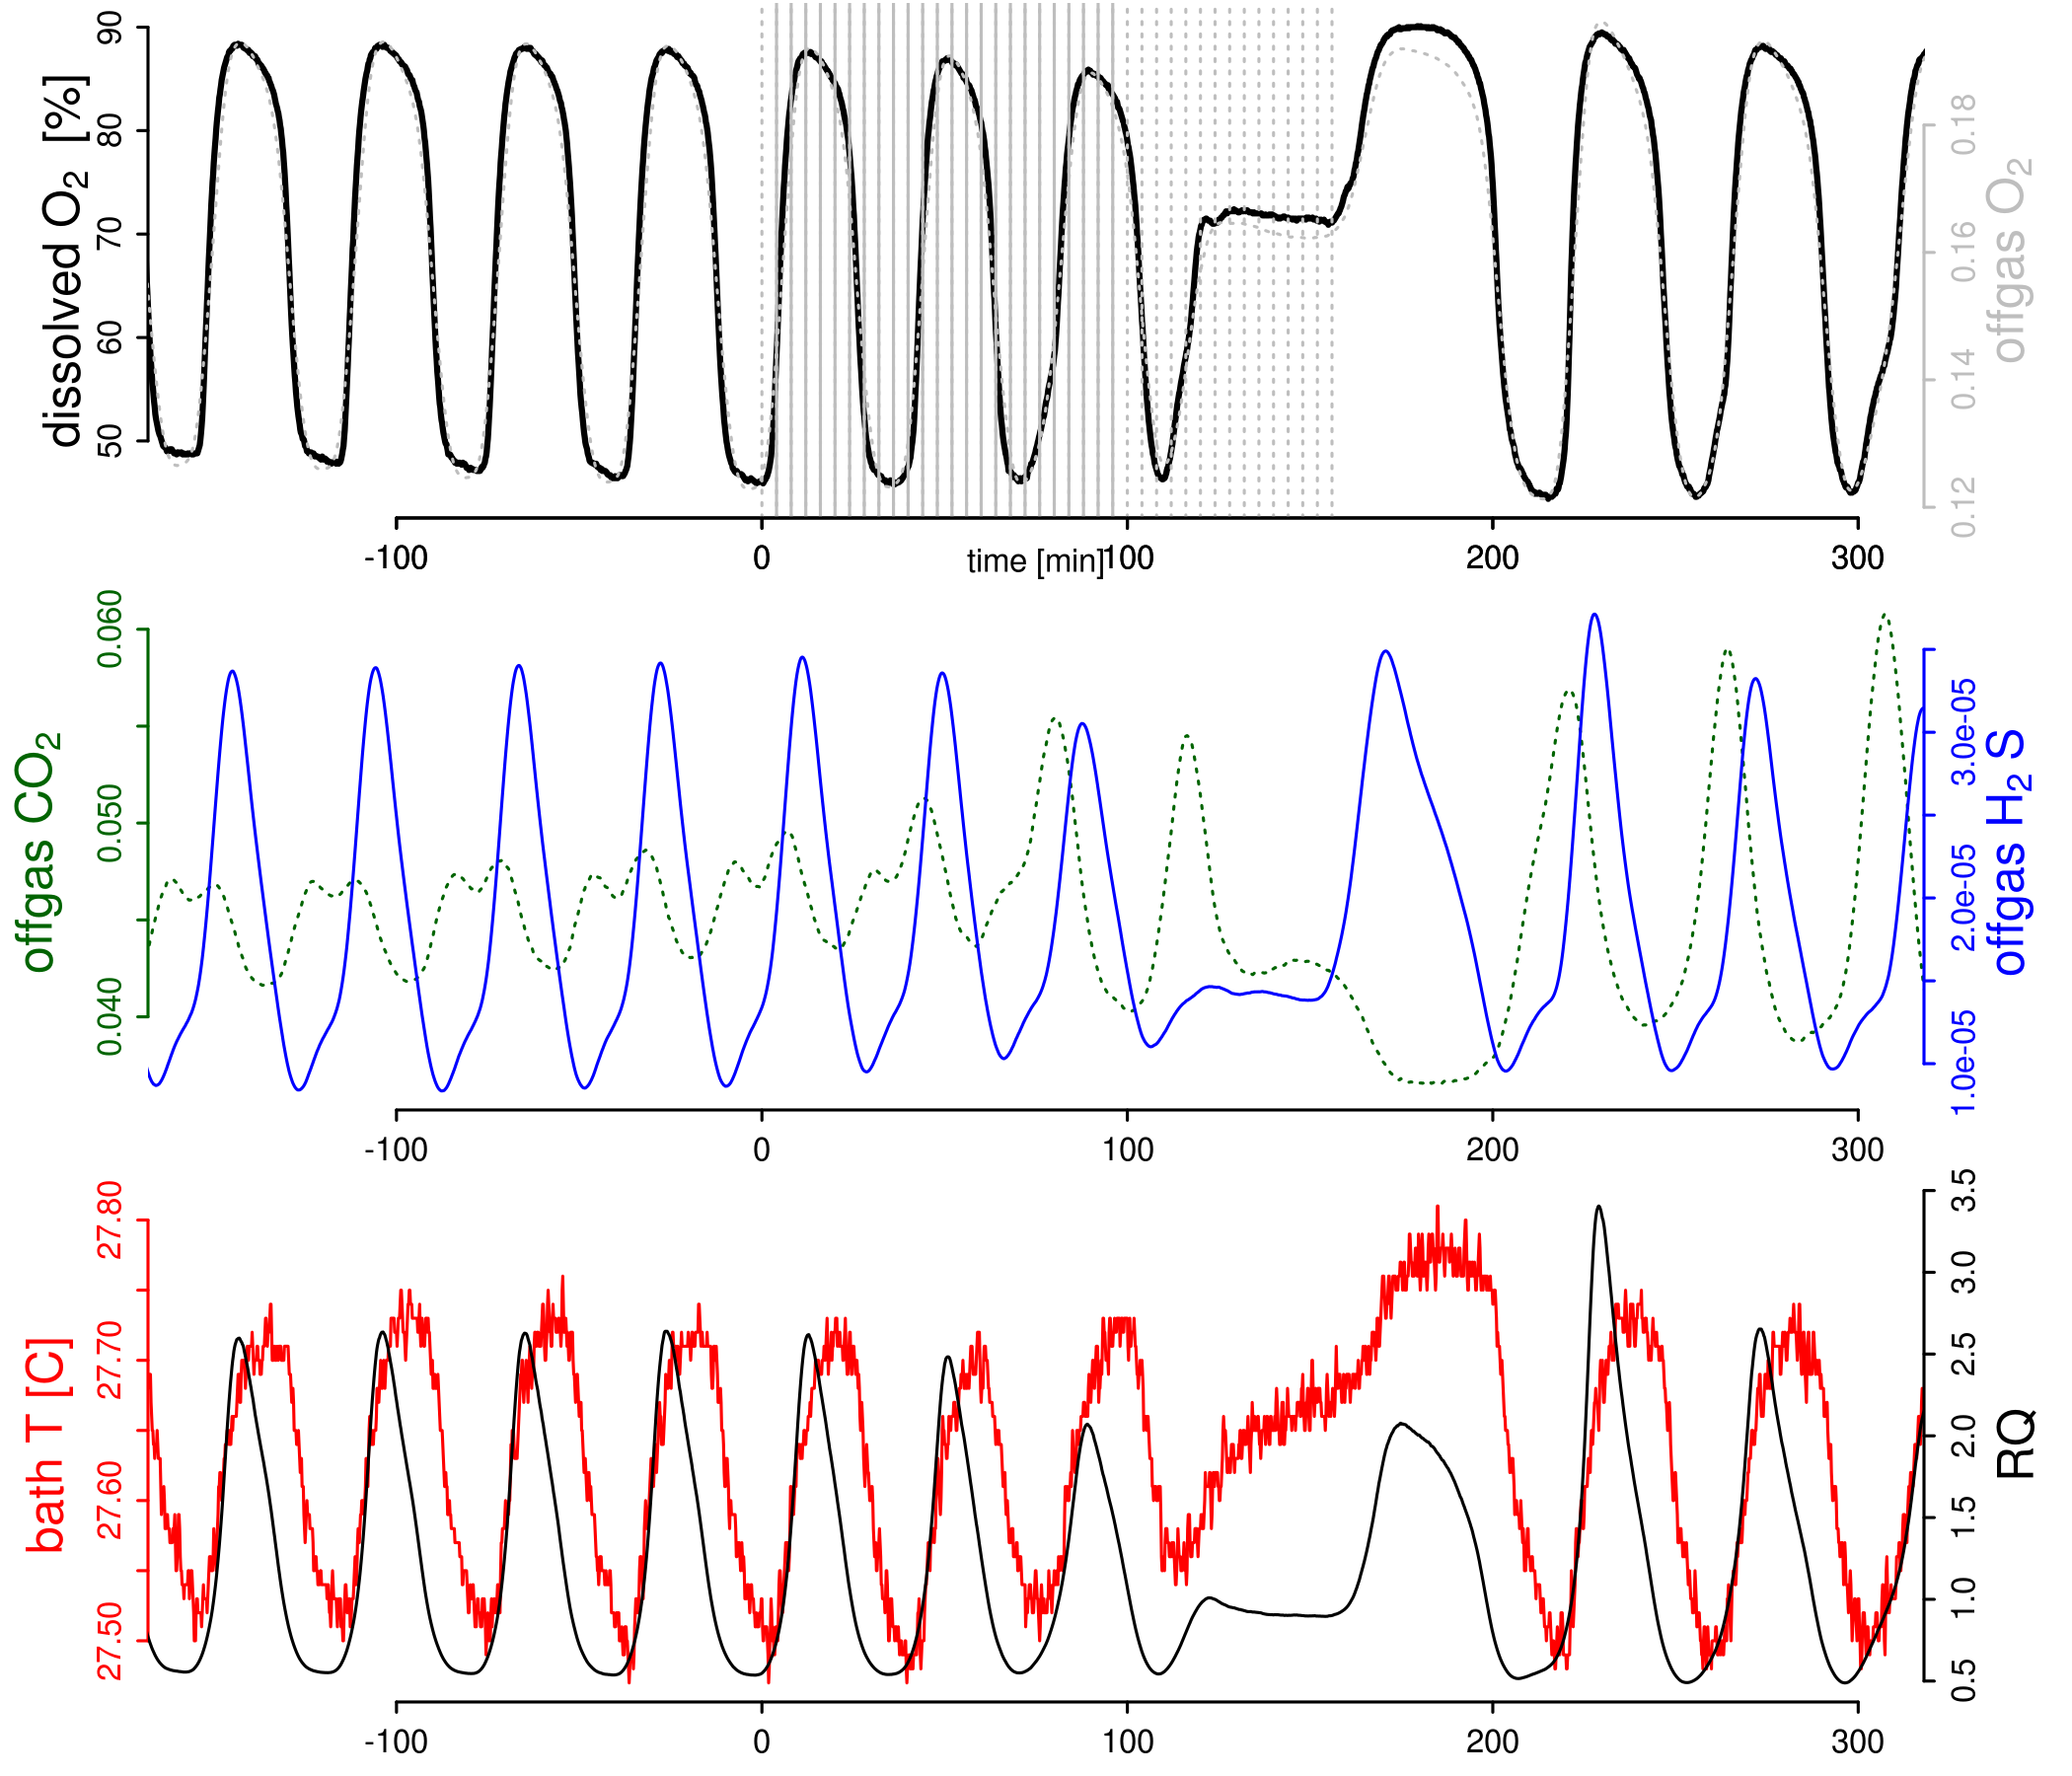 dissolved O2 [%]
50 60 70 80 90
offgas O2
0.12 0.14 0.16 0.18
-100 0 100 200 300
time [min]
offgas CO2
0.040 0.050 0.060
offgas H2 S
1.0e-05 2.0e-05 3.0e-05
-100 0 100 200 300
bath T [C]
27.50 27.60 27.70 27.80
RQ
0.5 1.0 1.5 2.0 2.5 3.0 3.5
-100 0 100 200 300